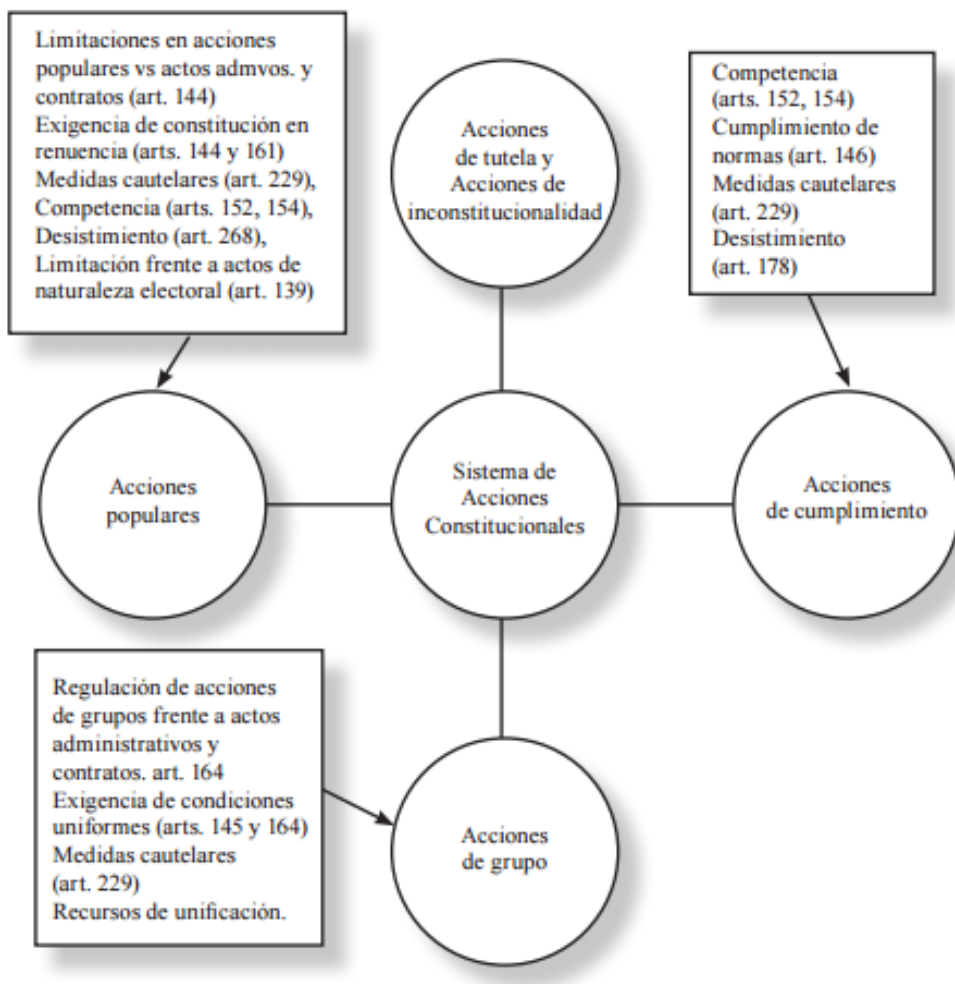 Limitaciones en acciones
populares vs actos admvos. y
contratos (art. 144)
Exigencia de constitución en
renuencia (arts. 144 y 161)
Medidas cautelares (art. 229),
Competencia (arts. 152, 154),
Desistimiento (art. 268),
Limitación frente a actos de
naturaleza electoral (art. 139)
Acciones
de tutela y
Acciones de
inconstitucionalidad
Competencia
(arts. 152, 154)
Cumplimiento de
normas (art. 146)
Medidas cautelares
(art. 229)
Desistimiento
(art. 178)
Acciones
populares
Sistema de
Acciones
Constitucionales
Acciones
de cumplimiento
Regulación de acciones
de grupos frente a actos
administrativos y
contratos. art. 164
Exigencia de condiciones
uniformes (arts. 145 y 164)
Medidas cautelares
(art. 229)
Recursos de unificación.
Acciones
de grupo